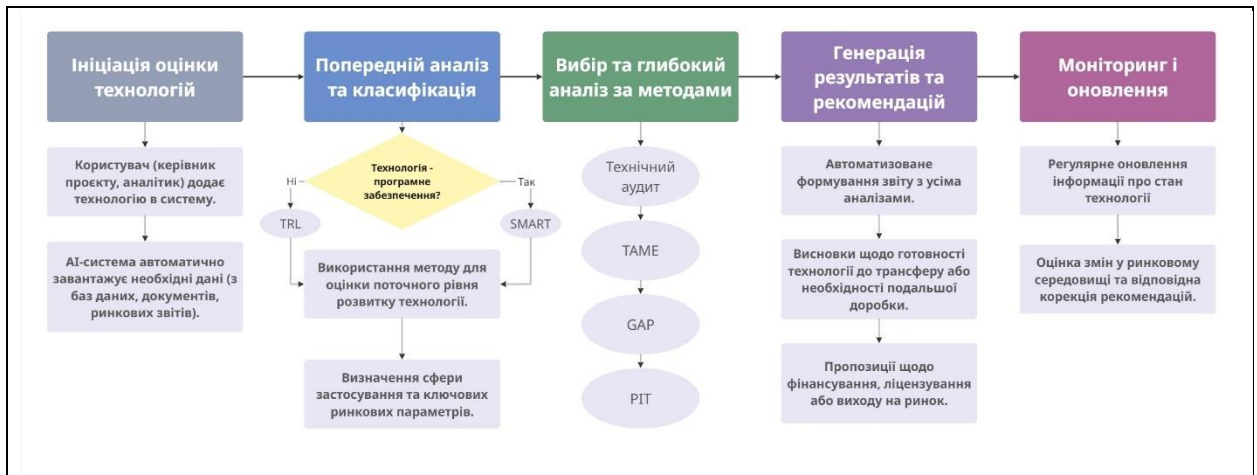 Ініціація оцінки
технологій
Користувач (керівник
проєкту, аналітик) додає
технологію в систему.
AI-система автоматично
завантажує необхідні дані (з
баз даних, документів,
ринкових звітів).
Попередній аналіз
та класифікація
Технологія -
програмне
забезпечення?
Ні
Так
TRL
SMART
Використання методу для
оцінки поточного рівня
розвитку технології.
Визначення сфери
застосування та ключових
ринкових параметрів.
Вибір та глибокий
аналіз за методами
Технічний
аудит
TAME
GAP
PIT
Генерація
результатів та
рекомендацій
Автоматизоване
формування звіту з усіма
аналізами.
Висновки щодо готовності
технології до трансферу або
необхідності подальшої
доробки.
Пропозиції щодо
фінансування, ліцензування
або виходу на ринок.
Моніторинг і
оновлення
Регулярне оновлення
інформації про стан
технології
Оцінка змін у ринковому
середовищі та відповідна
корекція рекомендацій.